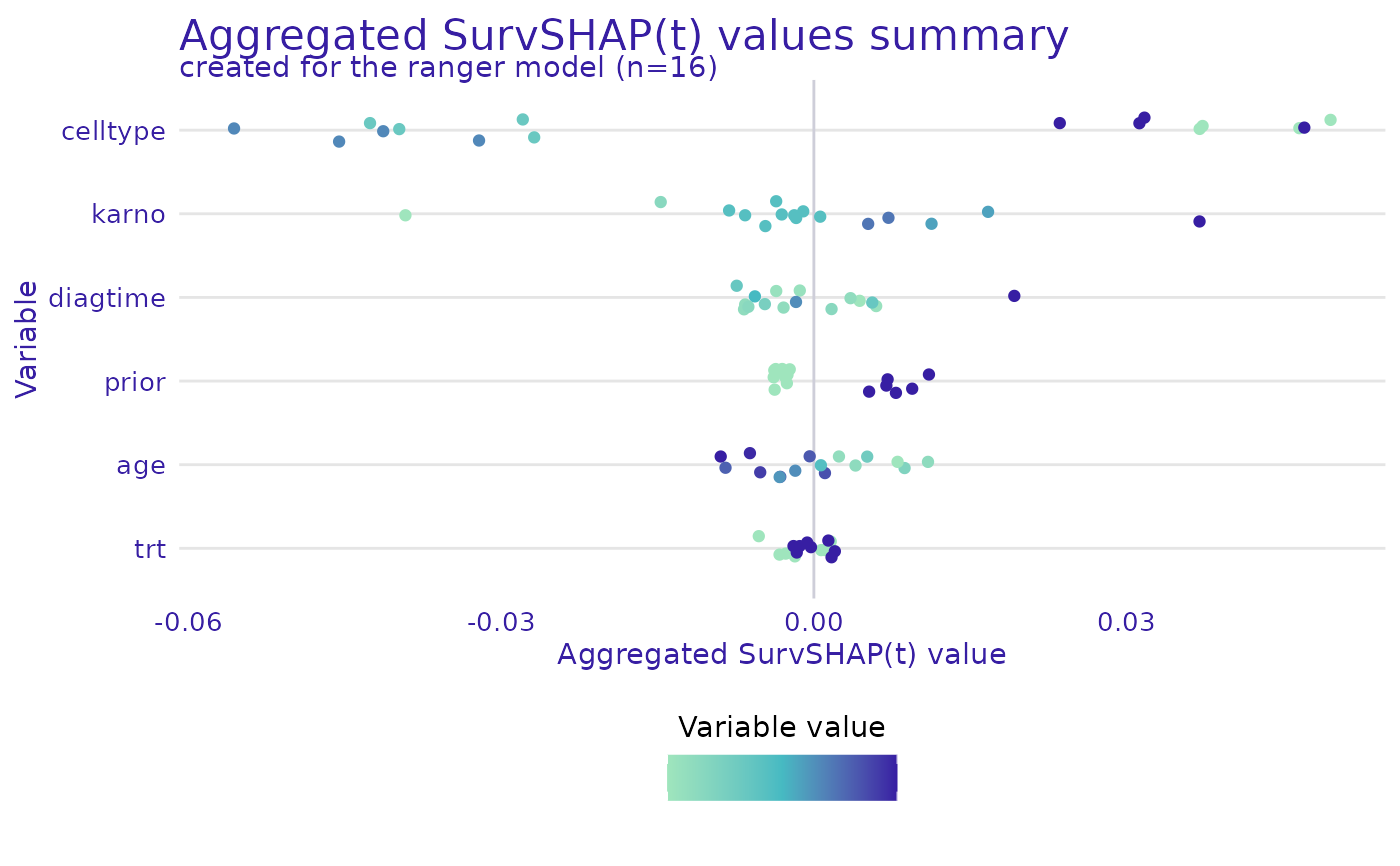 Aggregated SurvSHAP(t) values summary
created for the ranger model (n=16)
Variable
celltype
karno
diagtime
prior
age
trt
-0.06 -0.03 0.00 0.03
Aggregated SurvSHAP(t) value
Variable value